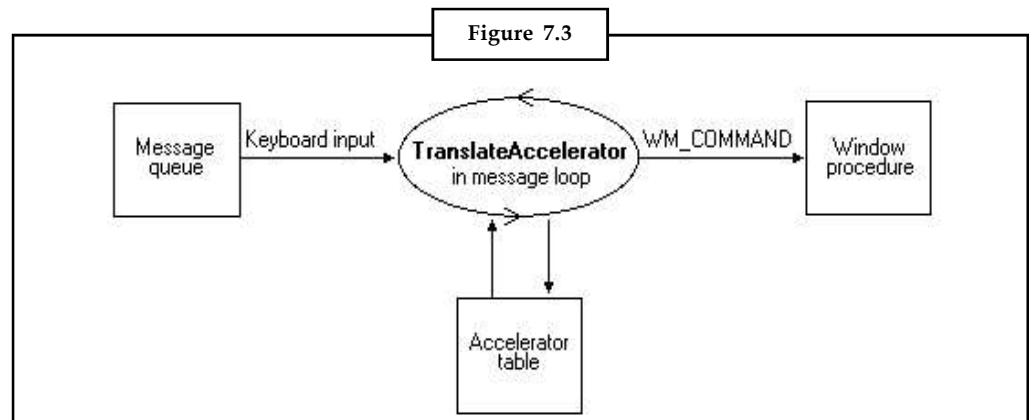 Figure 7.3
Message
queue
Keyboard input
TranslateAccelerator
in message loop
WM_COMMAND
Window
procedure
Accelerator
table